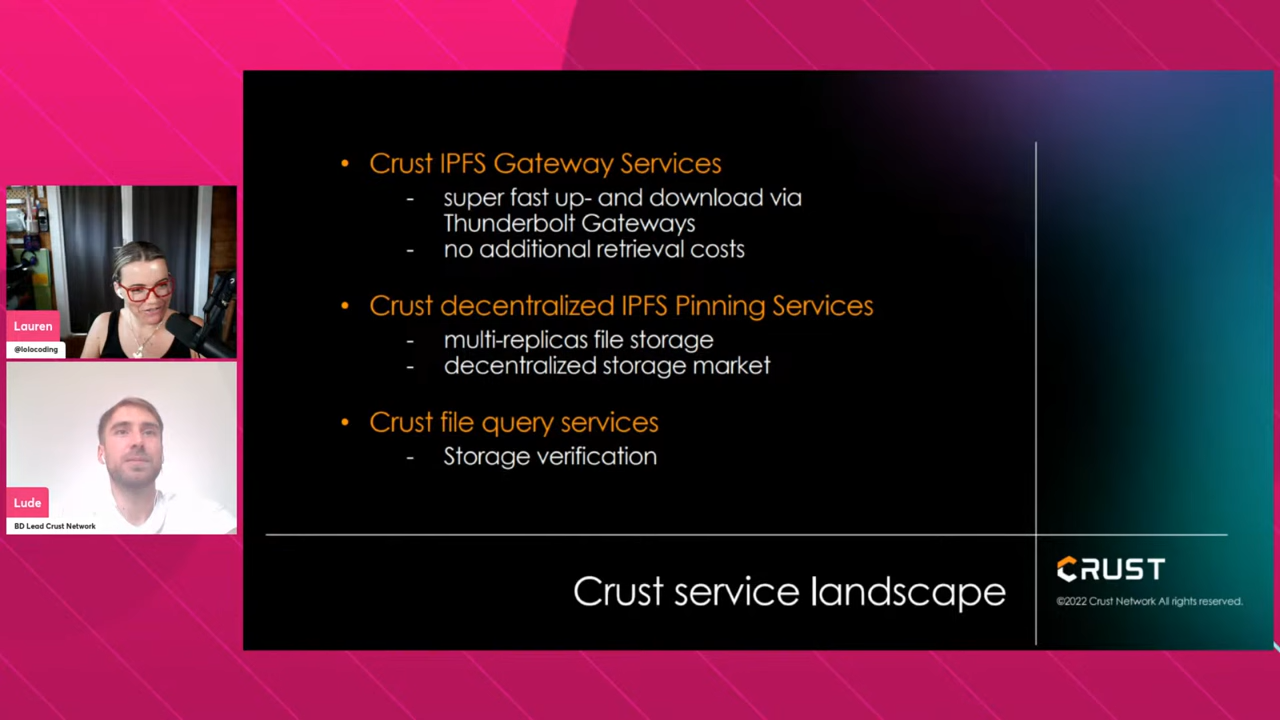 • Crust IPFS Gateway Services
- super fast up- and download via
Thunderbolt Gateways
- no additional retrieval costs
• Crust decentralized IPFS Pinning Services
- multi-replicas file storage
- decentralized storage market
• Crust file query services
- Storage verification
Crust service landscape
CRUST
©2022 Crust Network All rights reserved.
Lauren
@lolocoding
Lude
BD Lead Crust Network